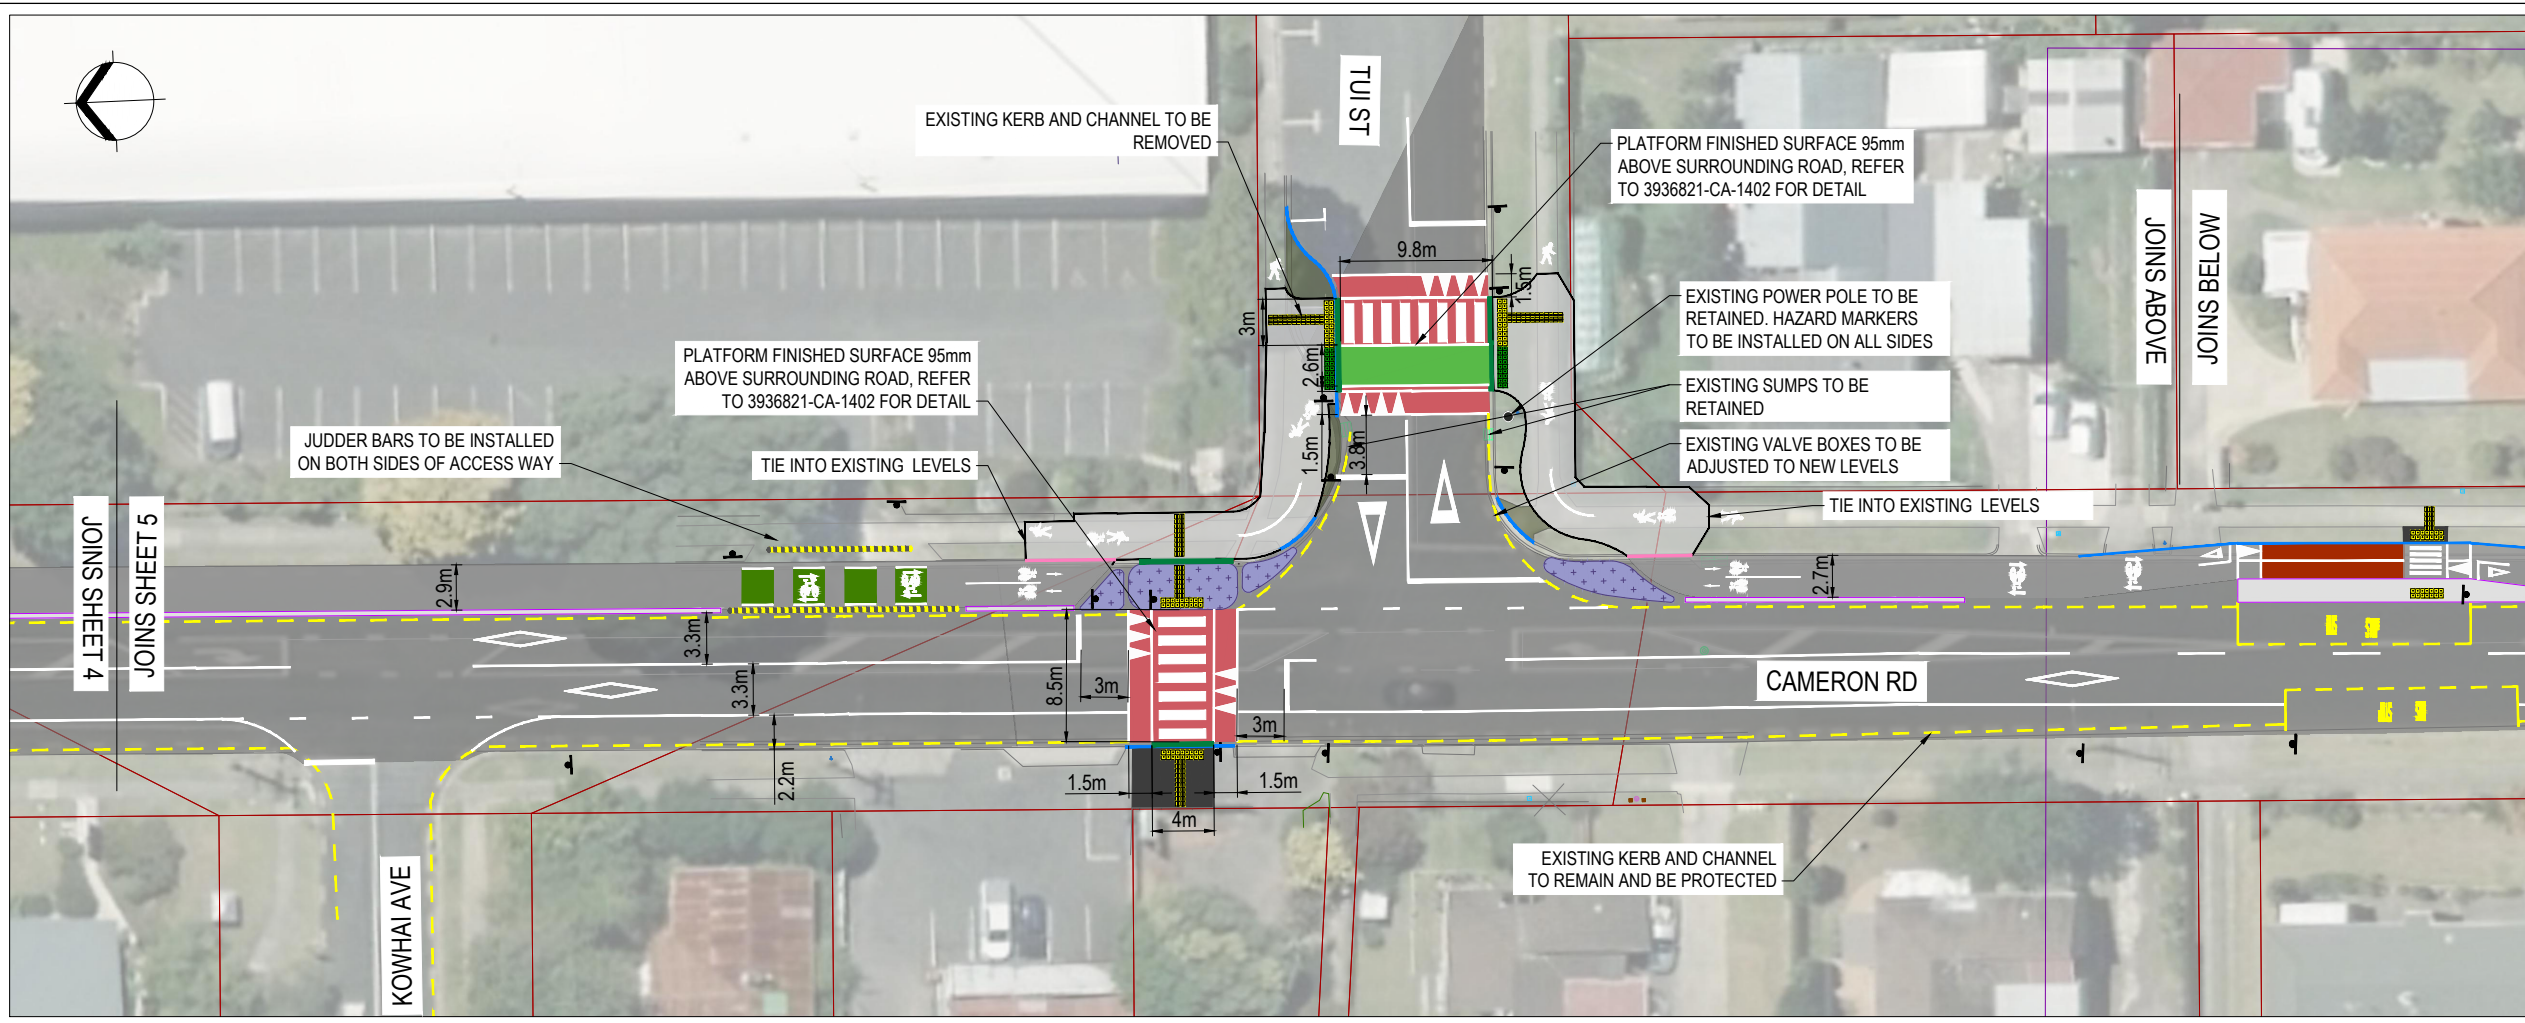 TUI ST
EXISTING KERB AND CHANNEL TO BE
REMOVED
PLATFORM FINISHED SURFACE 95mm
ABOVE SURROUNDING ROAD, REFER
TO 3936821-CA-1402 FOR DETAIL
JOINS ABOVE
JOINS BELOW
9.8m
1.5m
3m
2.6m
EXISTING POWER POLE TO BE
RETAINED. HAZARD MARKERS
TO BE INSTALLED ON ALL SIDES
PLATFORM FINISHED SURFACE 95mm
ABOVE SURROUNDING ROAD, REFER
TO 3936821-CA-1402 FOR DETAIL
EXISTING SUMPS TO BE
RETAINED
JUDDER BARS TO BE INSTALLED
ON BOTH SIDES OF ACCESS WAY
TIE INTO EXISTING LEVELS
1.5m
3.8m
EXISTING VALVE BOXES TO BE
ADJUSTED TO NEW LEVELS
TIE INTO EXISTING LEVELS
JOINS SHEET 4
JOINS SHEET 5
2.9m
2.7m
3.3m
3.3m
3m
8.5m
3m
CAMERON RD
2.2m
1.5m
1.5m
4m
EXISTING KERB AND CHANNEL
TO REMAIN AND BE PROTECTED
KOWHAI AVE